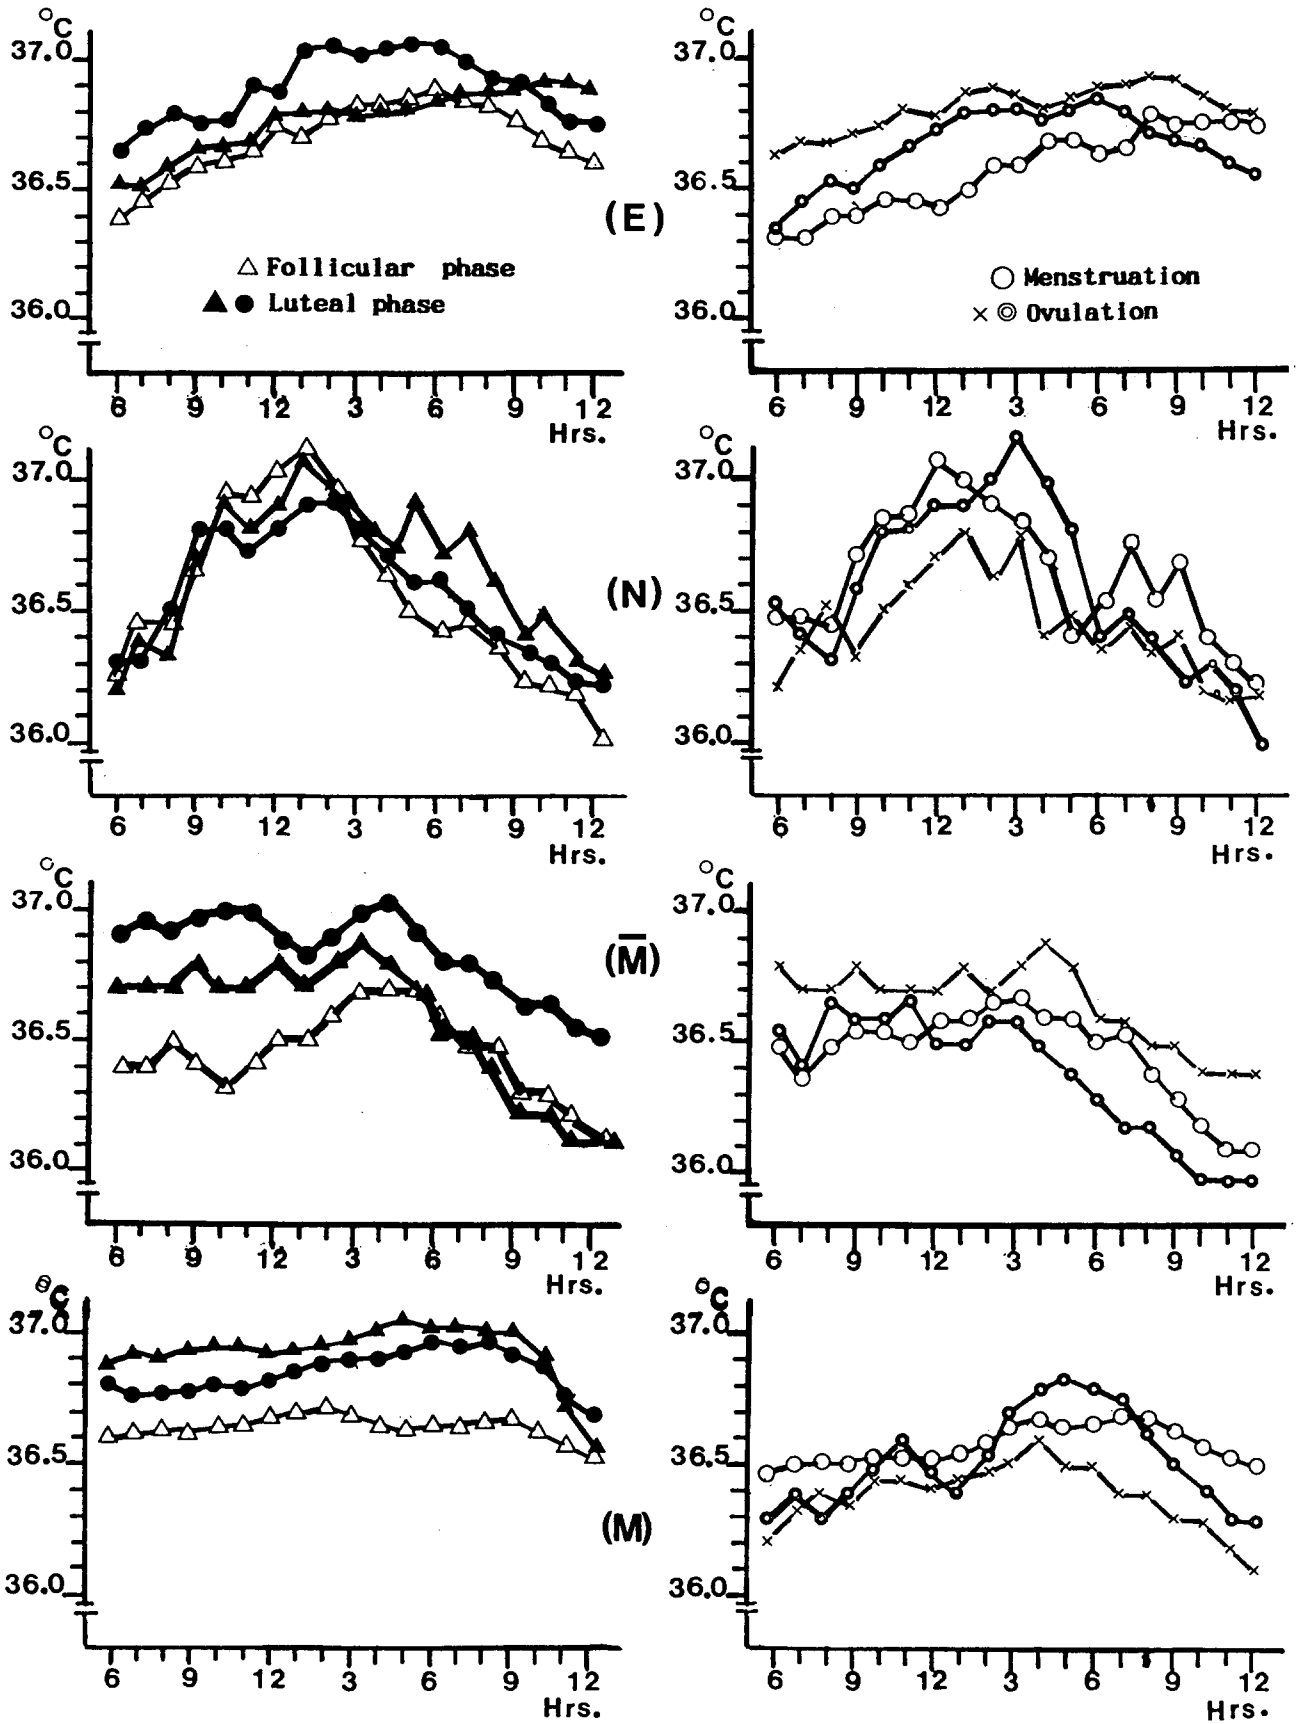 °C °C
37.0 37.0
36.5 36.5
(E)
△ Follicular phase ○ Menstruation
▲ ● Luteal phase × ◎ Ovulation
36.0 36.0
6 9 12 3 6 9 12 6 9 12 3 6 9 12
Hrs. Hrs.
°C °C
37.0 37.0
36.5 (N) 36.5
36.0 36.0
6 9 12 3 6 9 12 6 9 12 3 6 9 12
Hrs. Hrs.
°C °C
37.0 37.0
(M̅)
36.5 36.5
36.0 36.0
6 9 12 3 6 9 12 6 9 12 3 6 9 12
Hrs. Hrs.
°C °C
37.0 37.0
36.5 36.5
(M)
36.0 36.0
6 9 12 3 6 9 12 6 9 12 3 6 9 12
Hrs. Hrs.